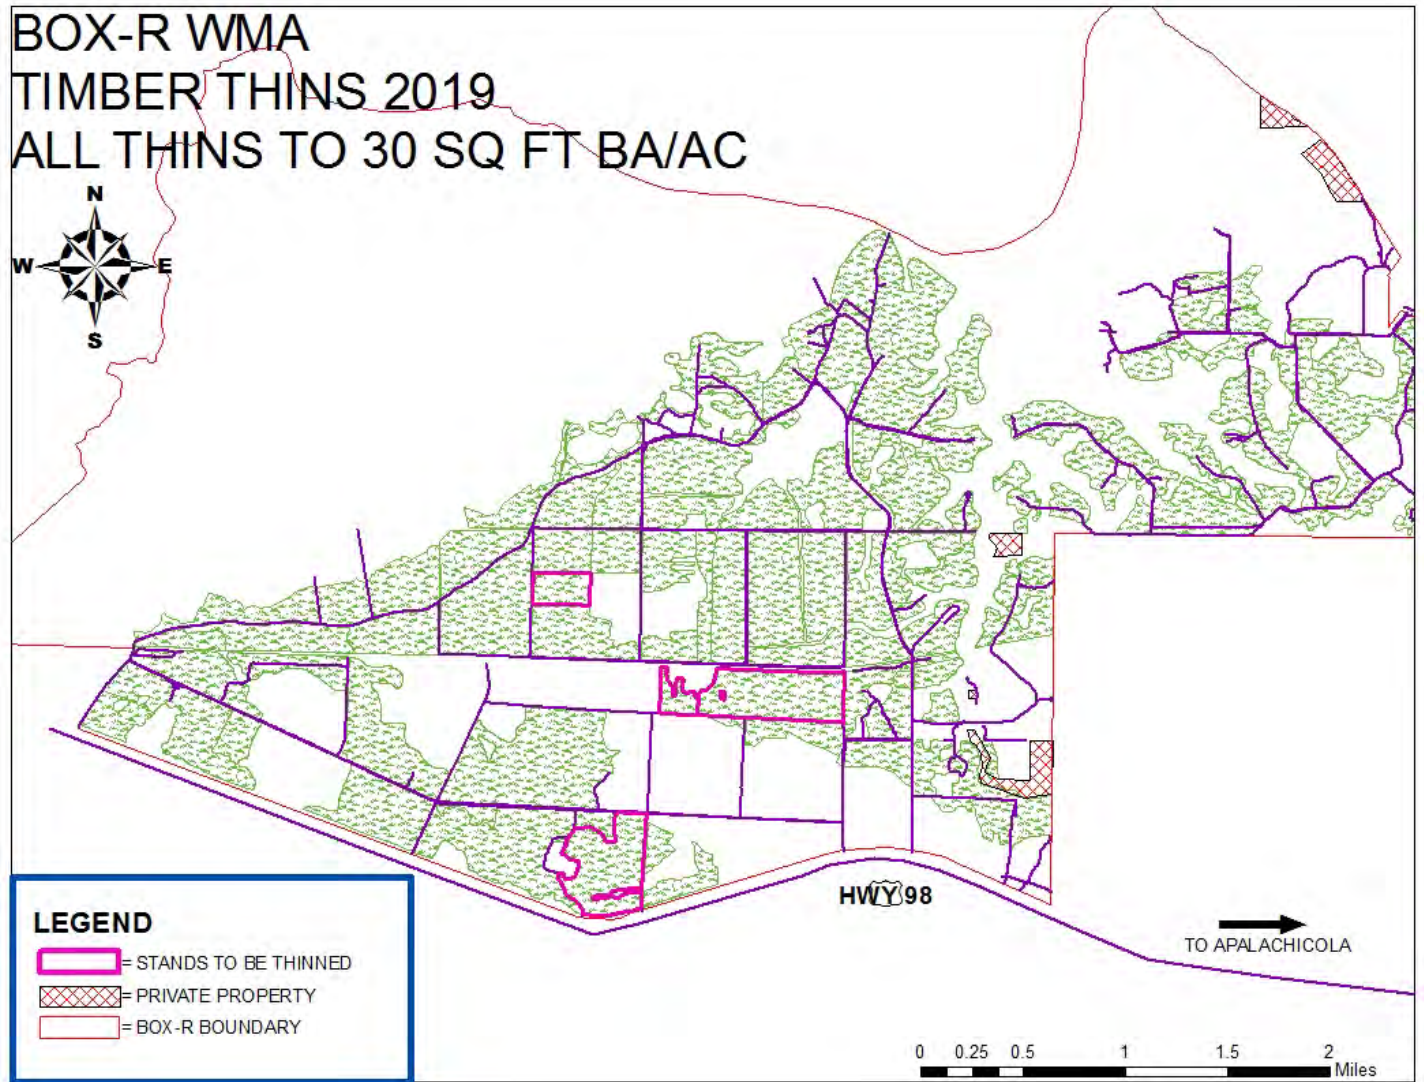 BOX-R WMA
TIMBER THINS 2019
ALL THINS TO 30 SQ FT BA/AC
N
W E
S
HWY 98
TO APALACHICOLA
LEGEND
= STANDS TO BE THINNED
= PRIVATE PROPERTY
= BOX-R BOUNDARY
0 0.25 0.5 1 1.5 2
Miles